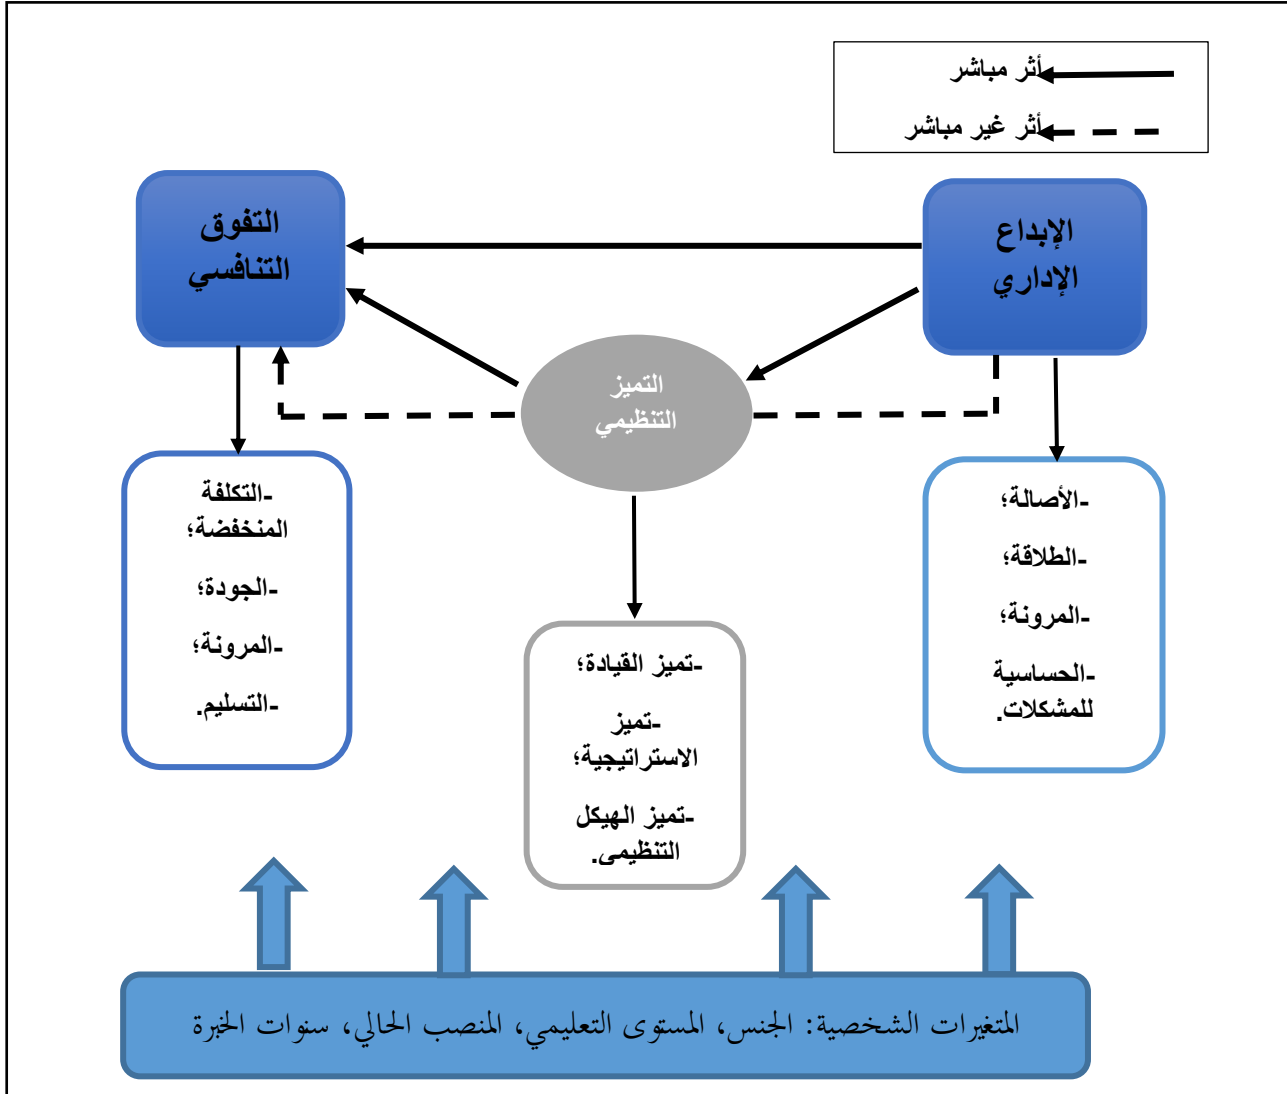 أثر مباشر
أثر غير مباشر
الإبداع
الإداري
التفوق
التنافسي
التميز
التنظيمي
-الأصالة؛
-الطلاقة؛
-المرونة؛
-الحساسية
للمشكلات.
-تميز القيادة؛
-تميز
الاستراتيجية؛
-تميز الهيكل
التنظيمي.
-التكلفة
المنخفضة؛
-الجودة؛
-المرونة؛
-التسليم.
المتغيرات الشخصية: الجنس، المستوى التعليمي، المنصب الحالي، سنوات الخبرة